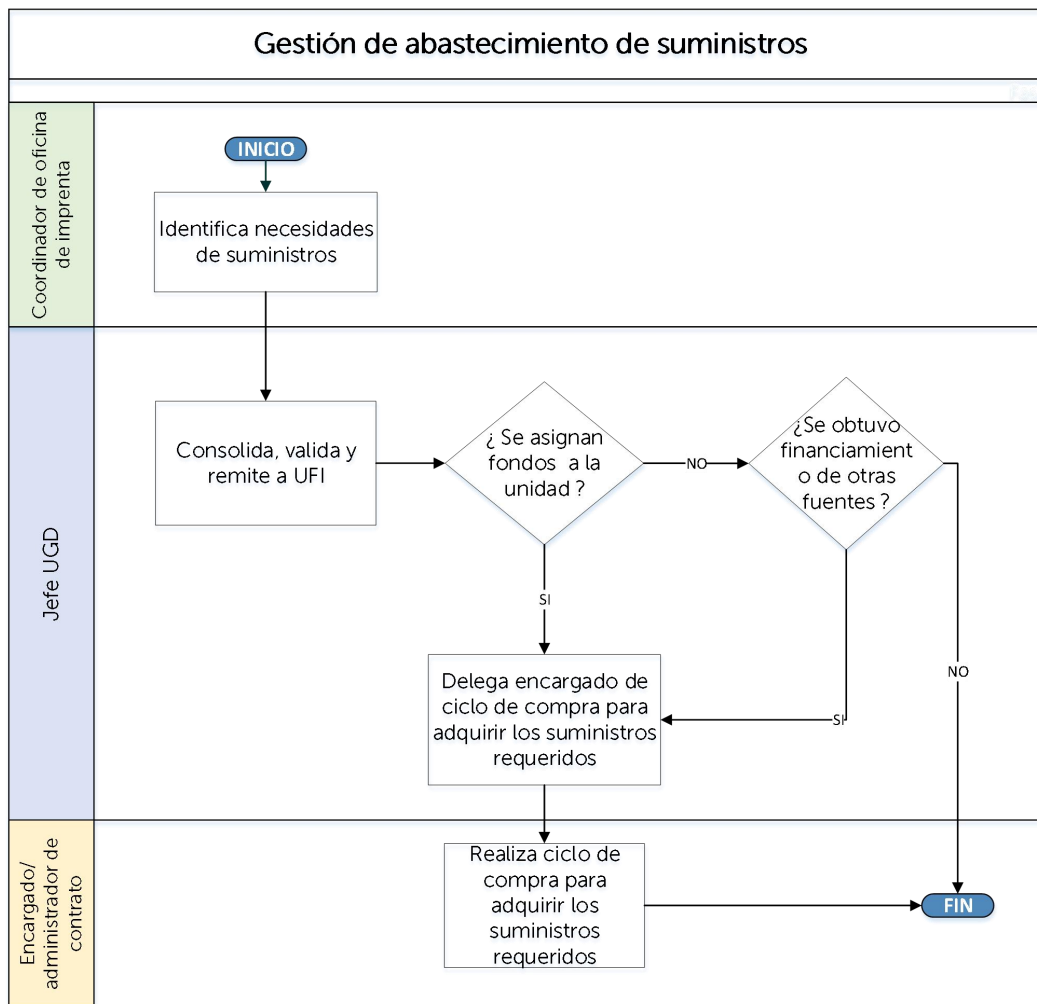 Gestión de abastecimiento de suministros
Coordinador de oficina
de imprenta
INICIO
Identifica necesidades
de suministros
Jefe UGD
Consolida, valida y
remite a UFI
¿ Se asignan
fondos a la
unidad ?
NO
¿Se obtuvo
financiamient
o de otras
fuentes ?
SI
NO
Delega encargado de
ciclo de compra para
adquirir los suministros
requeridos
SI
Encargado/
administrador de
contrato
Realiza ciclo de
compra para
adquirir los
suministros
requeridos
FIN